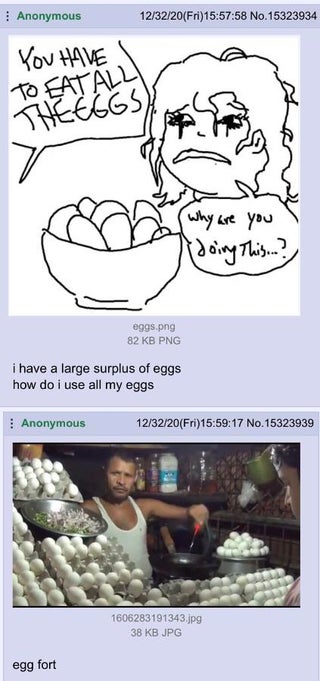 Anonymous 12/32/20(Fri)15:57:58 No.15323934
YOU HAVE
TO EAT ALL
THE EGGS
why are you
doing This...?
eggs.png
82 KB PNG
i have a large surplus of eggs
how do i use all my eggs
Anonymous 12/32/20(Fri)15:59:17 No.15323939
1606283191343.jpg
38 KB JPG
egg fort